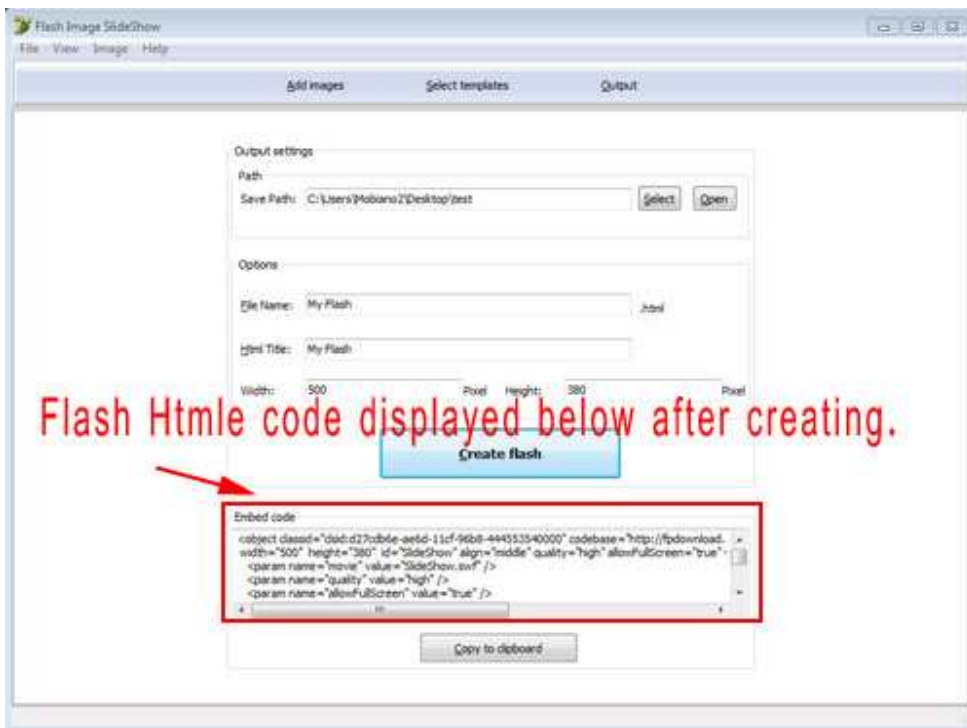 Flash Image SlideShow
File View Image Help
Add images Select templates Output
Output settings
Path
Save Path: C:\Users\Mobiano2\Desktop\test Select Open
Options
File Name: My Flash .html
Html Title: My Flash
Width: 500 Pixel Height: 380 Pixel
Flash Htmle code displayed below after creating.
Create flash
Embed code
<object classid="clsid:d27cdb6e-ae6d-11cf-96b8-444553540000" codebase="http://fpdownload.
width="500" height="380" id="SlideShow" align="middle" quality="high" allowFullScreen="true"
<param name="movie" value="SlideShow.swf" />
<param name="quality" value="high" />
<param name="allowFullScreen" value="true" />
Copy to clipboard